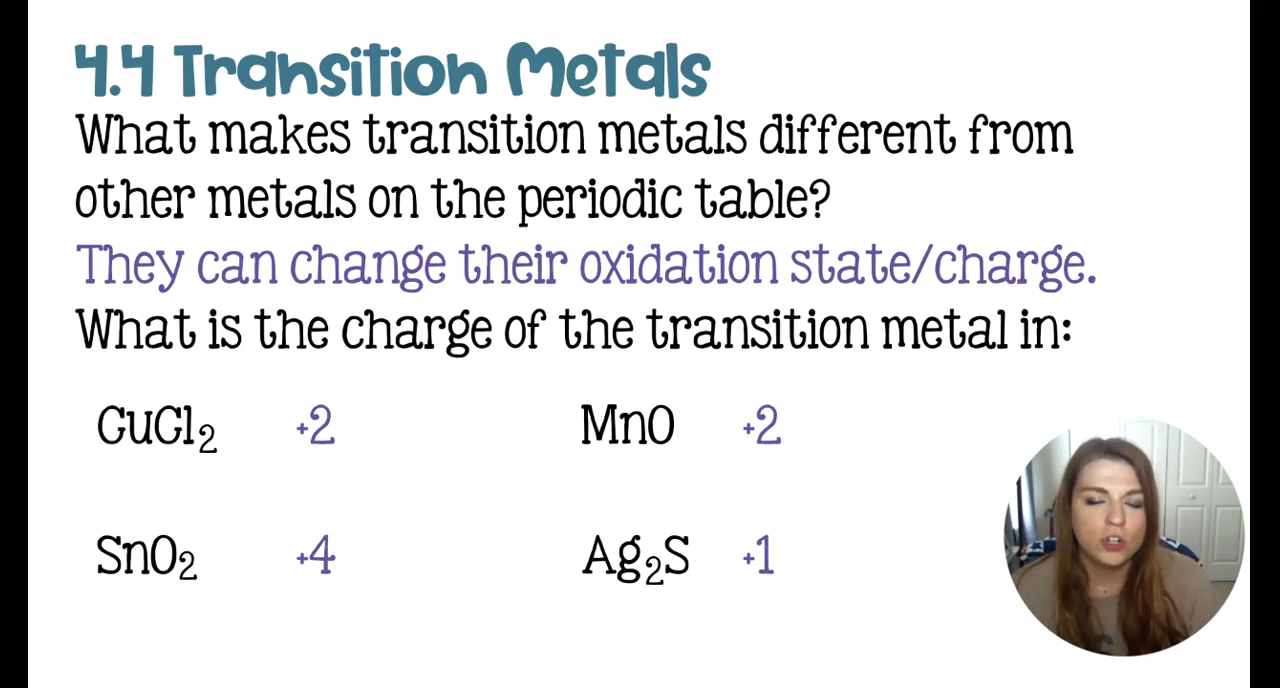 4.4 Transition Metals
What makes transition metals different from
other metals on the periodic table?
They can change their oxidation state/charge.
What is the charge of the transition metal in:
CuCl₂ +2 MnO +2
SnO₂ +4 Ag₂S +1